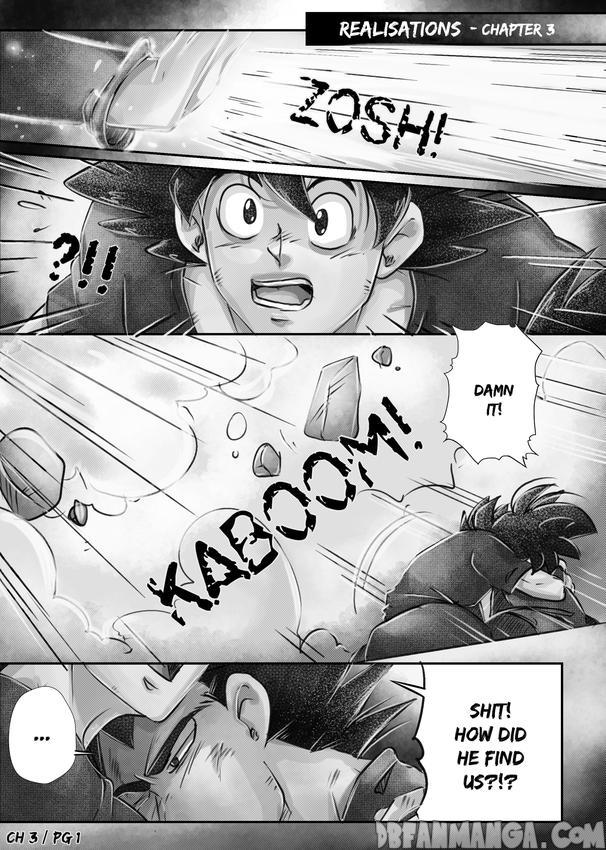 REALISATIONS - CHAPTER 3
ZOSH!
?!!
DAMN
IT!
KABOOM!
...
SHIT!
HOW DID
HE FIND
US?!?
CH 3 / PG 1
DBFANMANGA.COM